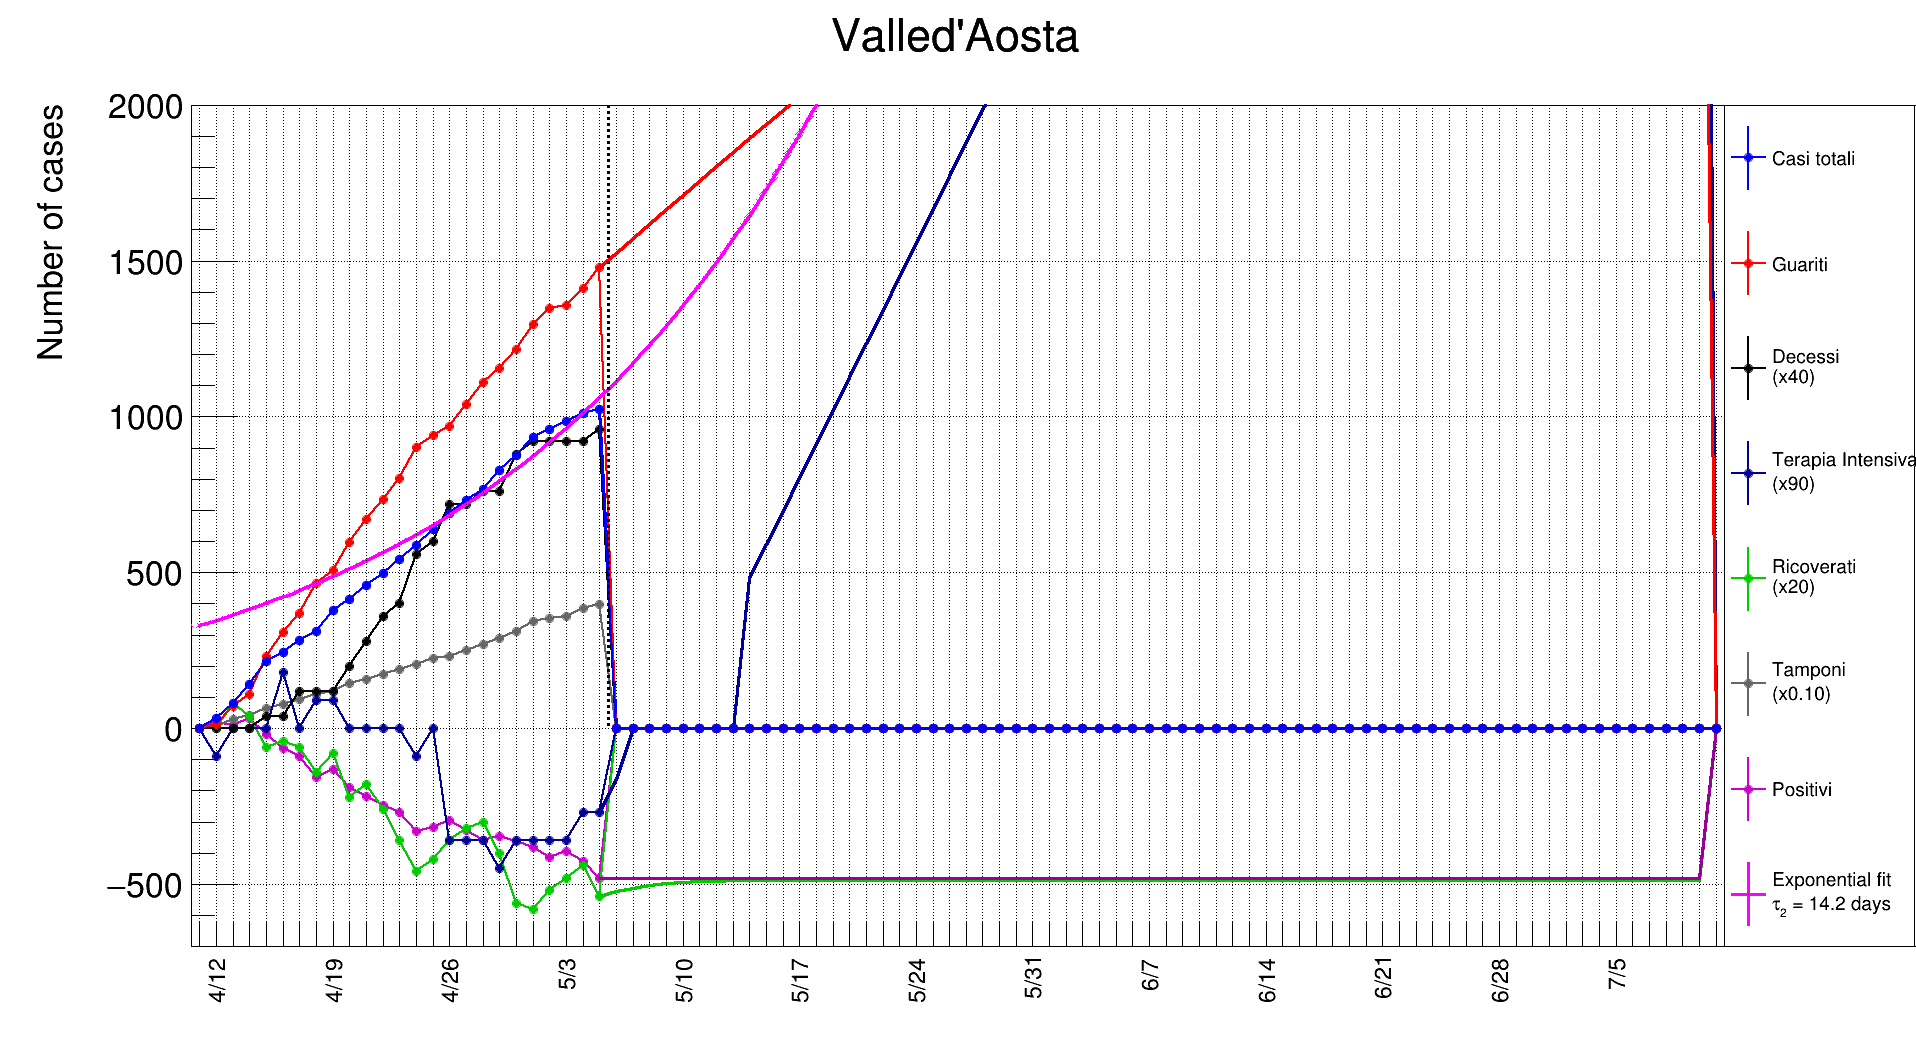 Valled'Aosta
Number of cases
2000
1500
1000
500
0
−500
4/12
4/19
4/26
5/3
5/10
5/17
5/24
5/31
6/7
6/14
6/21
6/28
7/5
Casi totali
Guariti
Decessi
(x40)
Terapia Intensiva
(x90)
Ricoverati
(x20)
Tamponi
(x0.10)
Positivi
Exponential fit
τ2 = 14.2 days